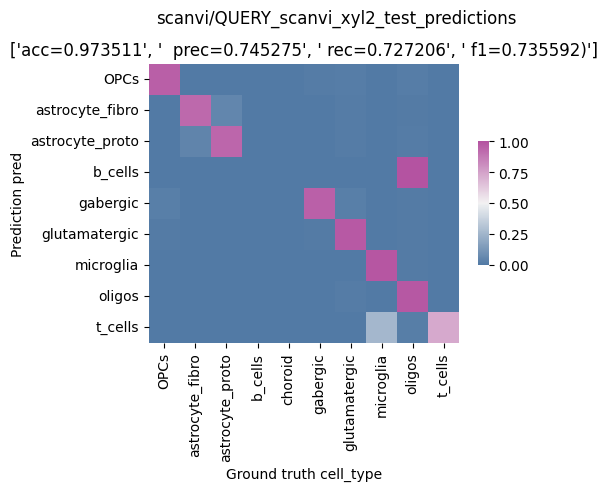 scanvi/QUERY_scanvi_xyl2_test_predictions
['acc=0.973511', '  prec=0.745275', ' rec=0.727206', ' f1=0.735592)']
OPCs
astrocyte_fibro
astrocyte_proto
b_cells
gabergic
glutamatergic
microglia
oligos
t_cells
Prediction pred
1.00
0.75
0.50
0.25
0.00
OPCs
astrocyte_fibro
astrocyte_proto
b_cells
choroid
gabergic
glutamatergic
microglia
oligos
t_cells
Ground truth cell_type